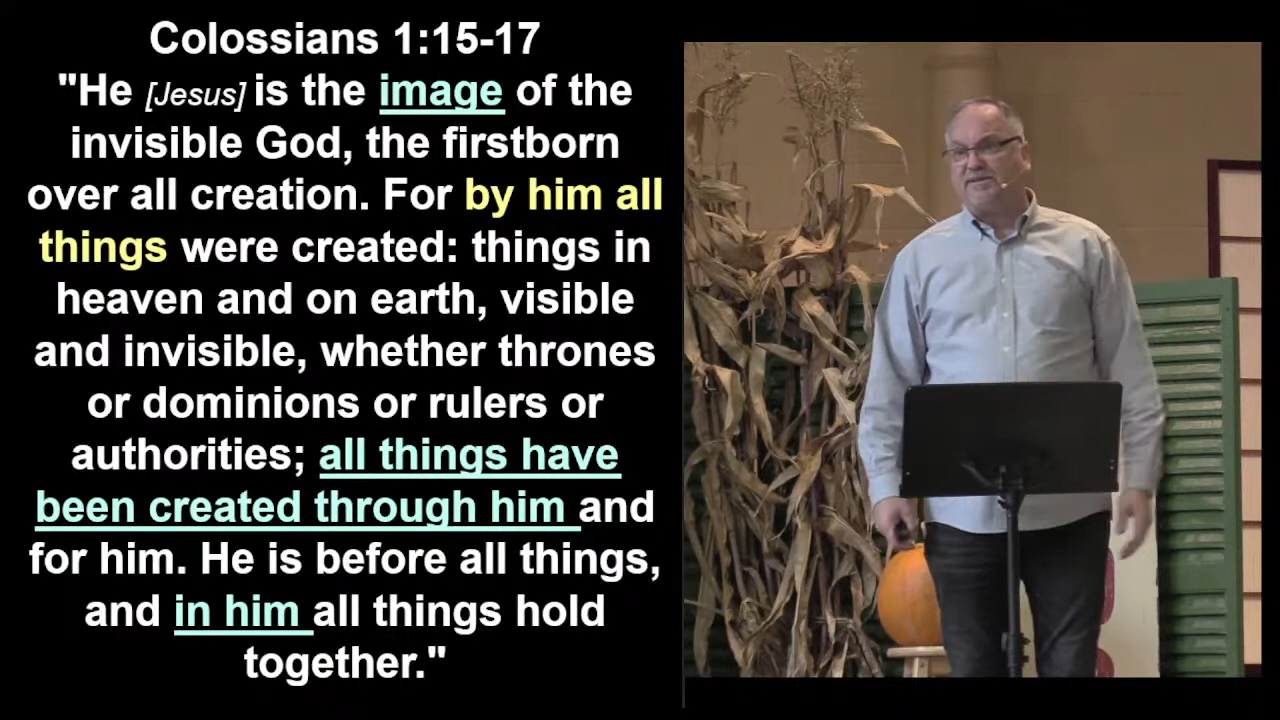 Colossians 1:15-17
"He [Jesus] is the image of the
invisible God, the firstborn
over all creation. For by him all
things were created: things in
heaven and on earth, visible
and invisible, whether thrones
or dominions or rulers or
authorities; all things have
been created through him and
for him. He is before all things,
and in him all things hold
together."